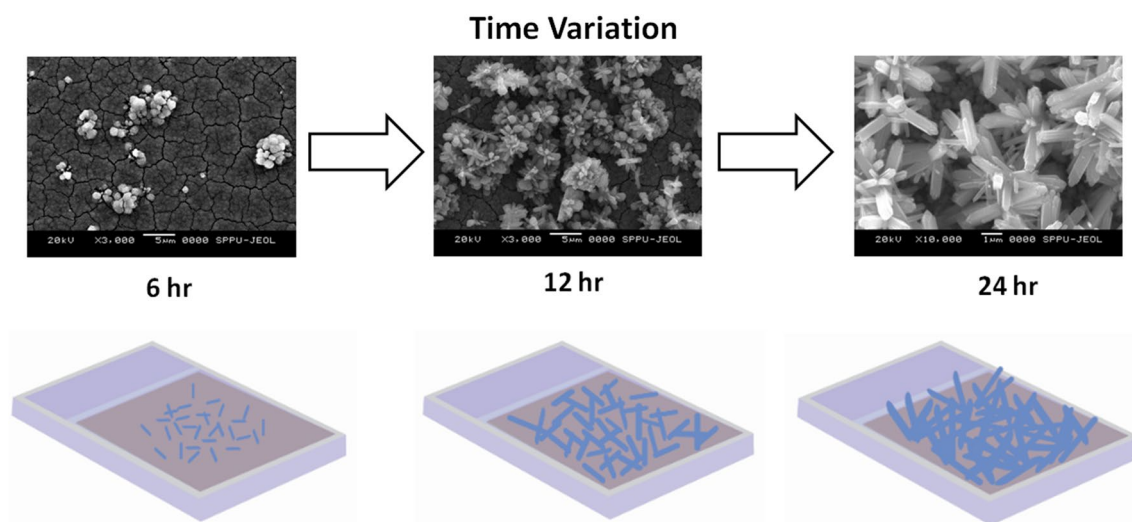 Time Variation
20kV X3,000 5µm 0000 SPPU-JEOL
20kV X3,000 5µm 0000 SPPU-JEOL
20kV X10,000 1µm 0000 SPPU-JEOL
6 hr
12 hr
24 hr